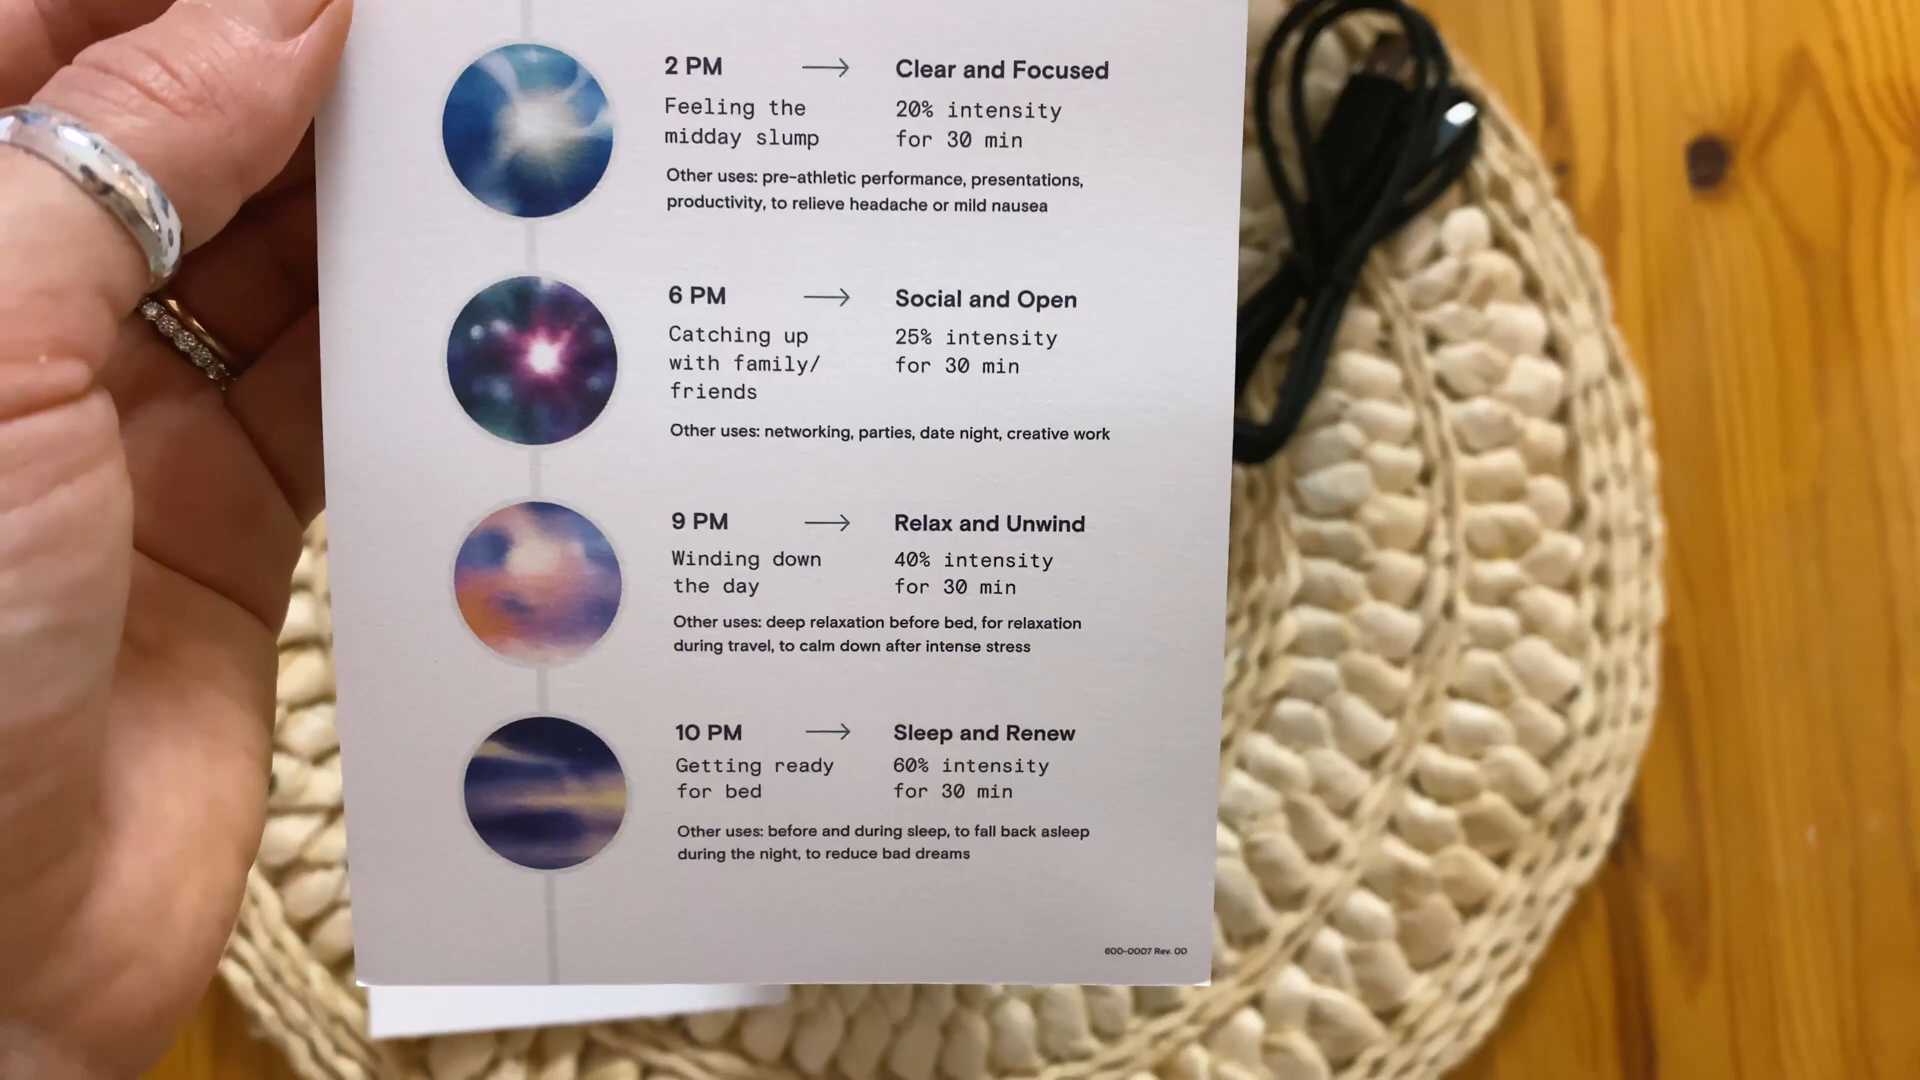 2 PM → Clear and Focused
Feeling the
midday slump
20% intensity
for 30 min
Other uses: pre-athletic performance, presentations,
productivity, to relieve headache or mild nausea
6 PM → Social and Open
Catching up
with family/
friends
25% intensity
for 30 min
Other uses: networking, parties, date night, creative work
9 PM → Relax and Unwind
Winding down
the day
40% intensity
for 30 min
Other uses: deep relaxation before bed, for relaxation
during travel, to calm down after intense stress
10 PM → Sleep and Renew
Getting ready
for bed
60% intensity
for 30 min
Other uses: before and during sleep, to fall back asleep
during the night, to reduce bad dreams
600-0007 Rev. 00